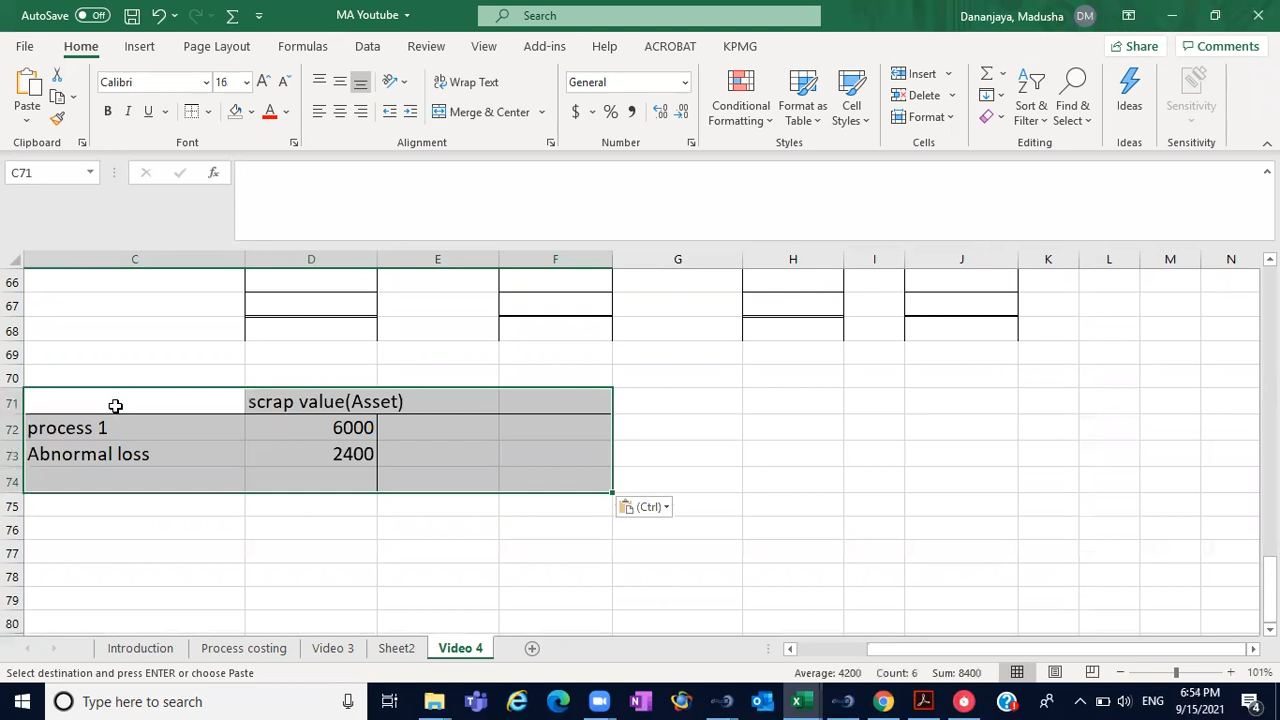 AutoSave Off MA Youtube Search Dananjaya, Madusha DM
File Home Insert Page Layout Formulas Data Review View Add-ins Help ACROBAT KPMG Share Comments
Calibri 16 Wrap Text General Insert
Delete
Paste B I U Merge & Center $ % Conditional Formatting Format as Table Cell Styles Format Sort & Filter Find & Select Ideas Sensitivity
Clipboard Font Alignment Number Styles Cells Editing Ideas Sensitivity
C71 fx
C D E F G H I J K L M N
66
67
68
69
70
71 scrap value(Asset)
72 process 1 6000
73 Abnormal loss 2400
74
75 (Ctrl)
76
77
78
79
80
Introduction Process costing Video 3 Sheet2 Video 4
Select destination and press ENTER or choose Paste Average: 4200 Count: 6 Sum: 8400 101%
Type here to search ENG 6:54 PM 9/15/2021 4